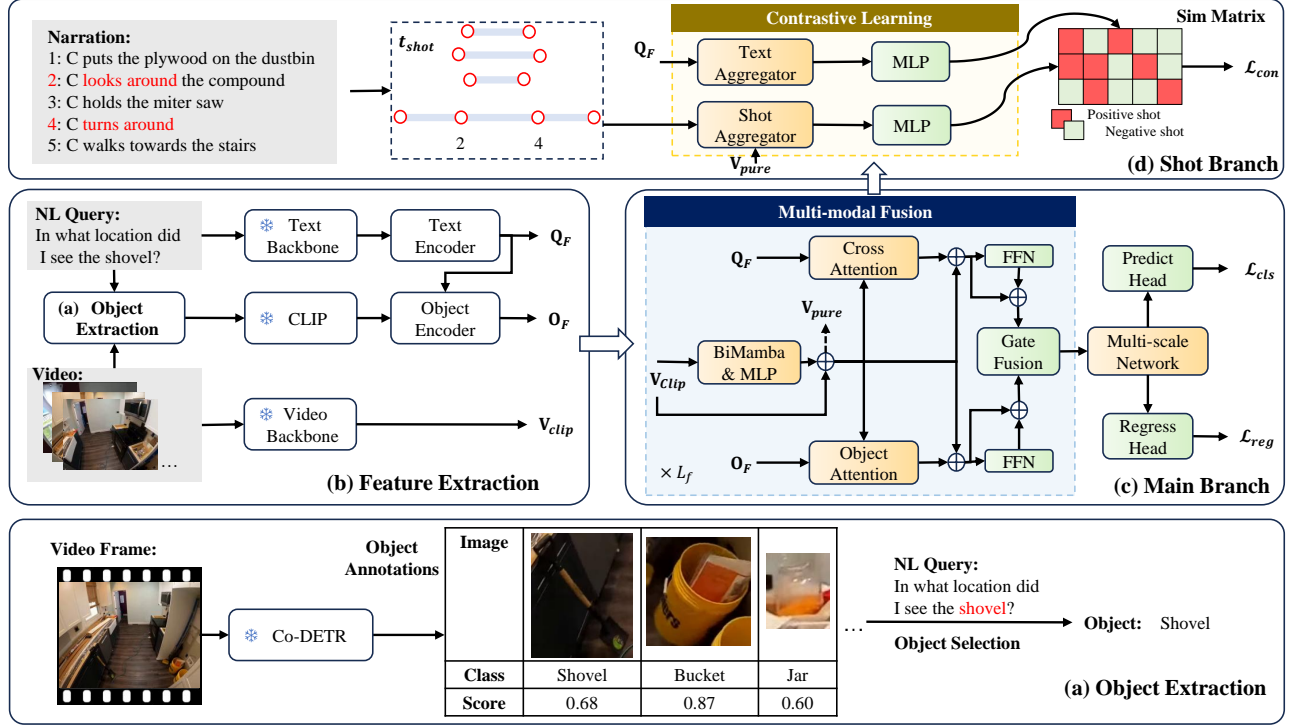 Narration:
1: C puts the plywood on the dustbin
2: C looks around the compound
3: C holds the miter saw
4: C turns around
5: C walks towards the stairs
t_shot
2 4
Contrastive Learning
Q_F
Text
Aggregator
MLP
Shot
Aggregator
MLP
V_pure
Sim Matrix
ℒ_con
Positive shot
Negative shot
(d) Shot Branch
NL Query:
In what location did
I see the shovel?
Text
Backbone
Text
Encoder
Q_F
(a) Object
Extraction
CLIP
Object
Encoder
O_F
Video:
...
Video
Backbone
V_clip
(b) Feature Extraction
Multi-modal Fusion
Q_F
Cross
Attention
FFN
V_pure
BiMamba
& MLP
V_Clip
Gate
Fusion
O_F
Object
Attention
FFN
× L_f
Predict
Head
ℒ_cls
Multi-scale
Network
Regress
Head
ℒ_reg
(c) Main Branch
Video Frame:
Co-DETR
Object
Annotations
Image
BETS
Class Shovel Bucket Jar
Score 0.68 0.87 0.60
...
NL Query:
In what location did
I see the shovel?
Object Selection
Object: Shovel
(a) Object Extraction